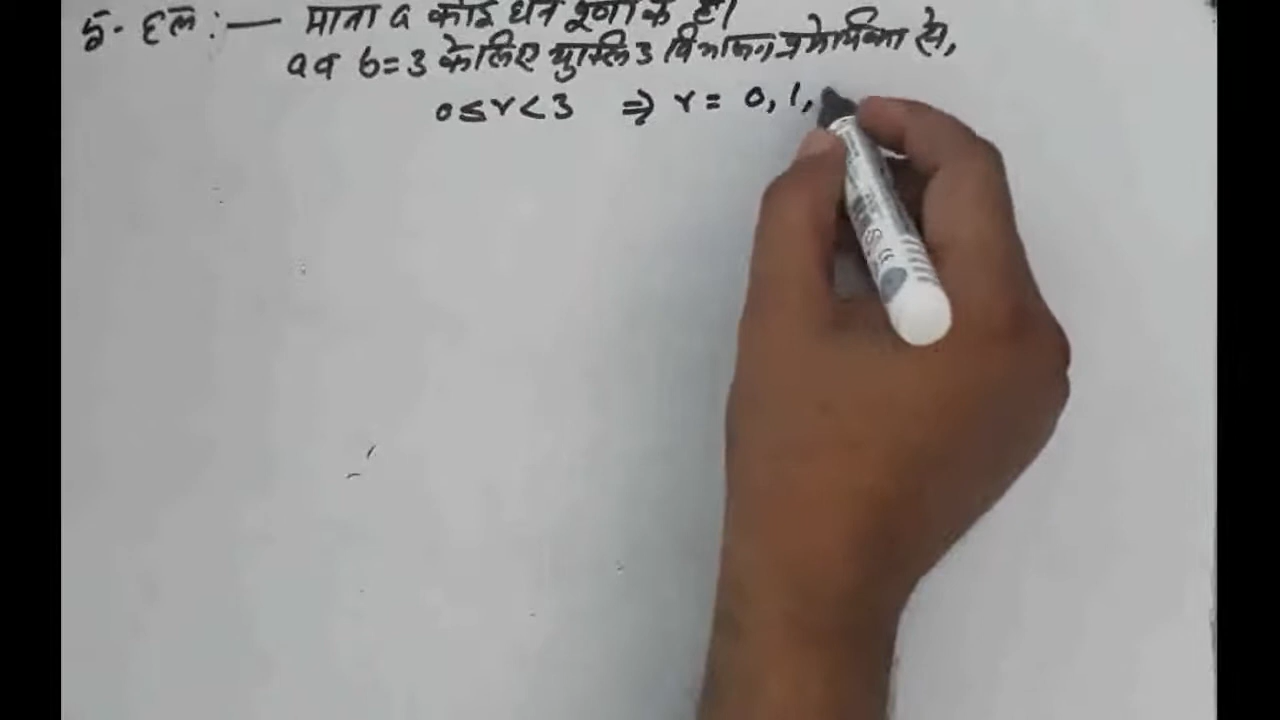 5. हल :— माना a कोई धन पूर्णांक है।
a व b = 3 के लिए युक्लिड विभाजन प्रमेयिका से,
0 ≤ r < 3 ⇒ r = 0, 1,